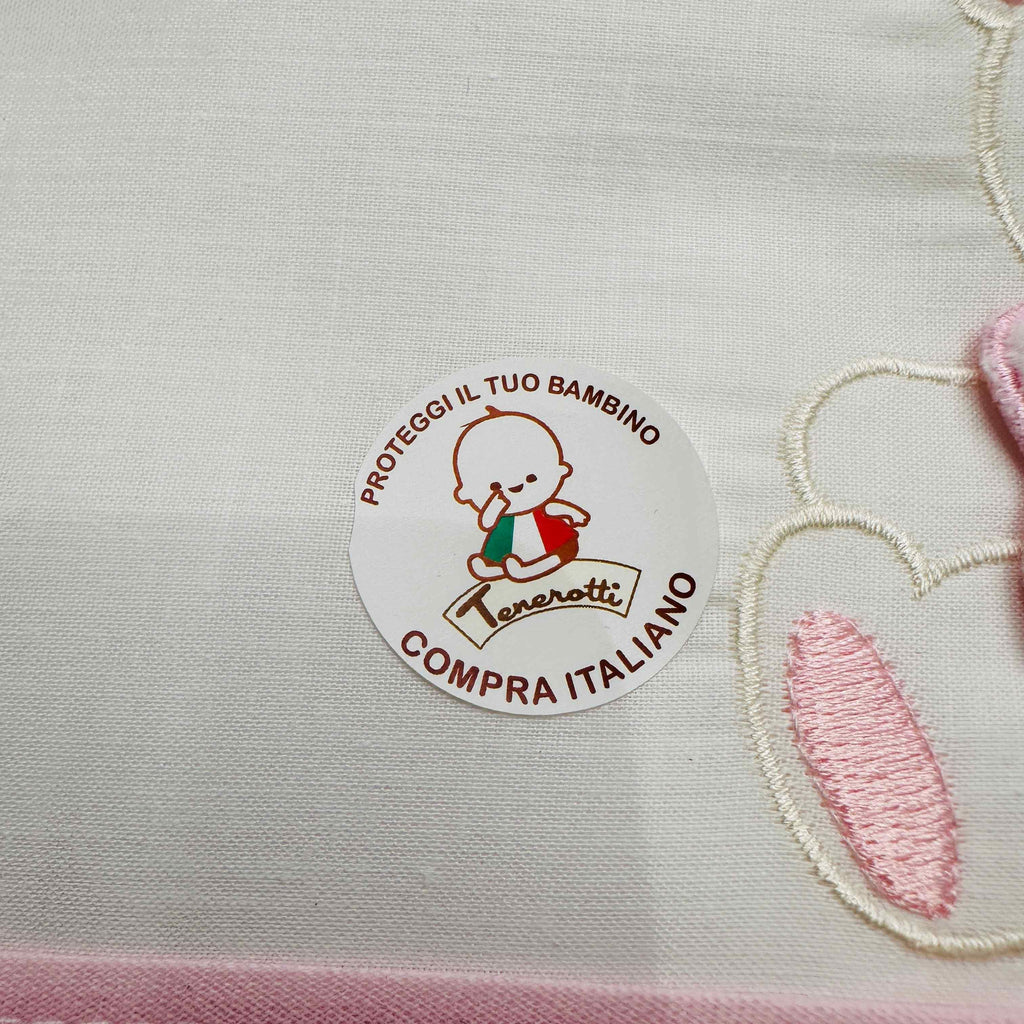 PROTEGGI IL TUO BAMBINO
Tenerotti
COMPRA ITALIANO